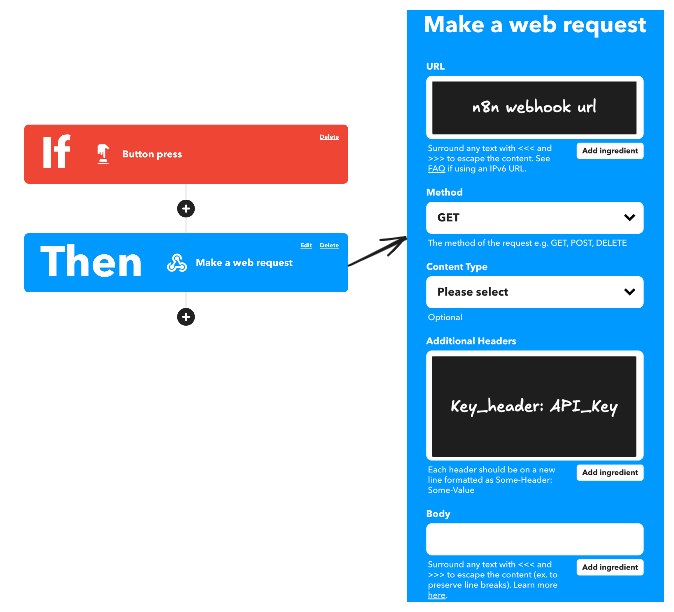 If
Button press
Delete
Then
Make a web request
Edit
Delete
Make a web request
URL
n8n webhook url
Surround any text with <<< and
>>> to escape the content. See
FAQ if using an IPv6 URL.
Add ingredient
Method
GET
The method of the request e.g. GET, POST, DELETE
Content Type
Please select
Optional
Additional Headers
Key_header: API_Key
Each header should be on a new
line formatted as Some-Header:
Some-Value
Add ingredient
Body
Surround any text with <<< and
>>> to escape the content (ex. to
preserve line breaks). Learn more
here.
Add ingredient